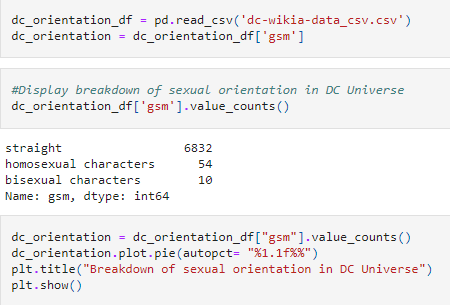 dc_orientation_df = pd.read_csv('dc-wikia-data_csv.csv')
dc_orientation = dc_orientation_df['gsm']
#Display breakdown of sexual orientation in DC Universe
dc_orientation_df['gsm'].value_counts()
straight 6832
homosexual characters 54
bisexual characters 10
Name: gsm, dtype: int64
dc_orientation = dc_orientation_df["gsm"].value_counts()
dc_orientation.plot.pie(autopct= "%1.1f%%")
plt.title("Breakdown of sexual orientation in DC Universe")
plt.show()